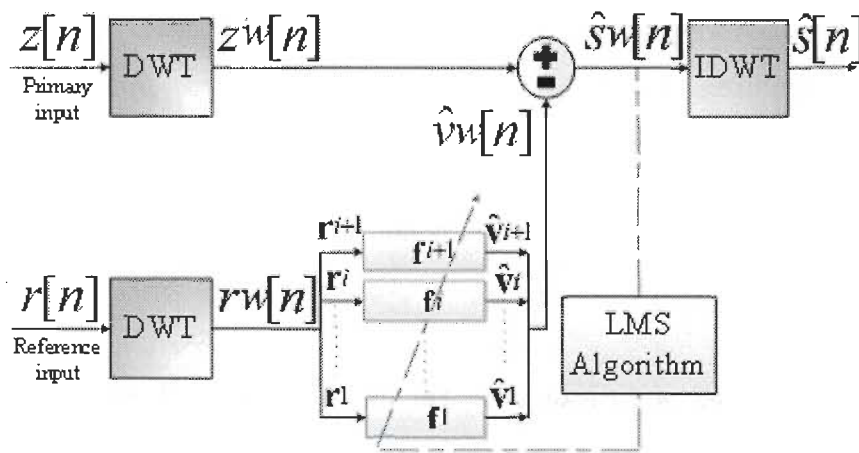 z[n]
DWT
zw[n]
Primary
input
+
-
ŝw[n]
IDWT
ŝ[n]
v̂w[n]
r[n]
DWT
rw[n]
Reference
input
r^{i+1}
f^{i+1}
v̂^{i+1}
r^i
f^i
v̂^i
r^1
f^1
v̂^1
LMS
Algorithm